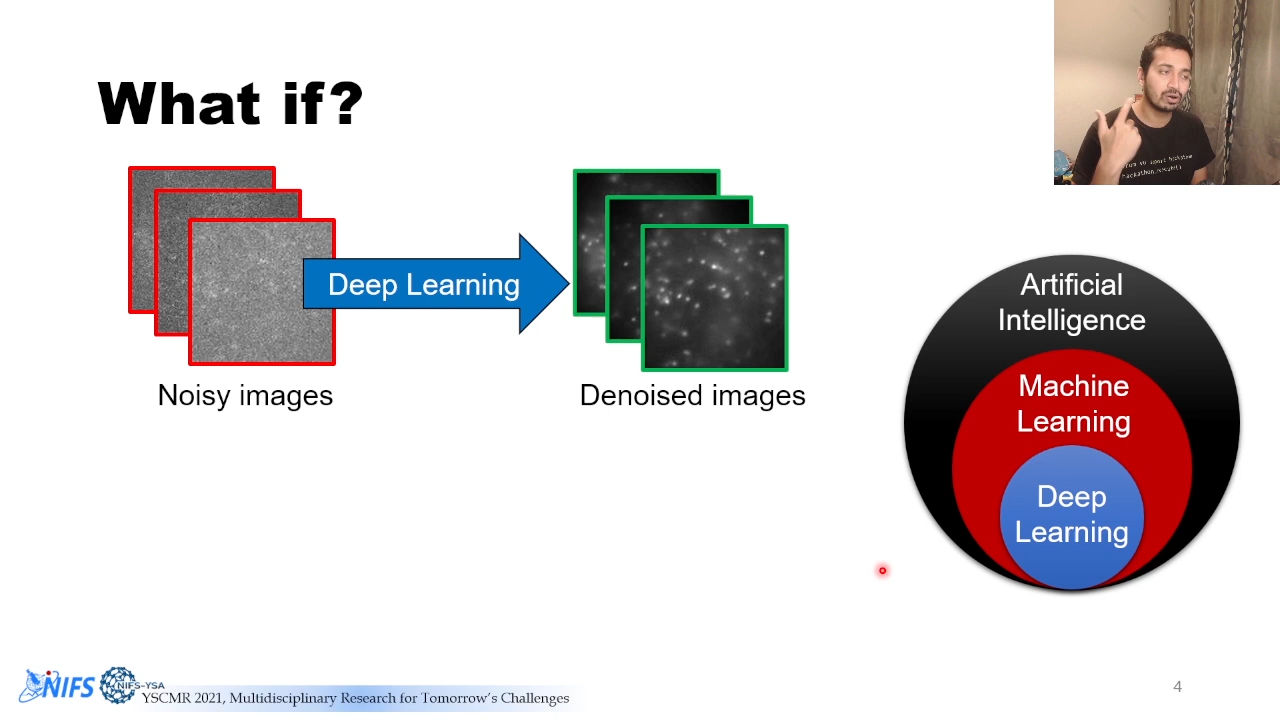 What if?
Deep Learning
Noisy images
Denoised images
Artificial
Intelligence
Machine
Learning
Deep
Learning
NIFS
NIFS-YSA
YSCMR 2021, Multidisciplinary Research for Tomorrow's Challenges
4